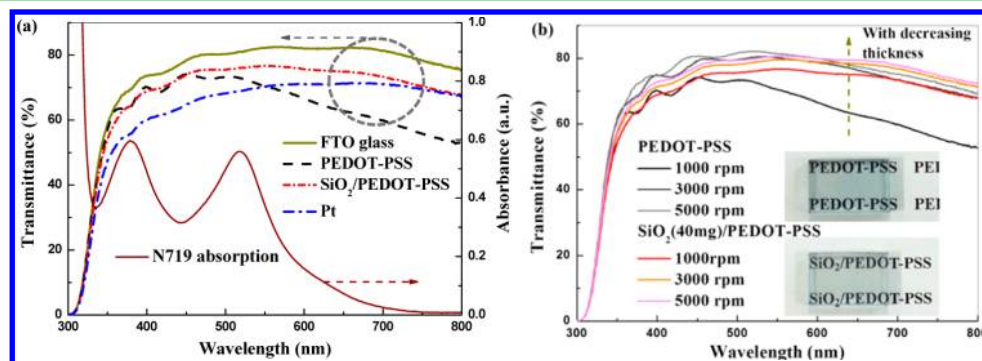 (a)
Transmittance (%)
80
60
40
20
0
300
400
500
600
700
800
Wavelength (nm)
1.0
0.8
0.6
0.4
0.2
0.0
Absorbance (a.u.)
FTO glass
PEDOT-PSS
SiO2/PEDOT-PSS
Pt
N719 absorption
(b)
Transmittance (%)
80
60
40
20
0
300
400
500
600
700
800
Wavelength (nm)
With decreasing
thickness
PEDOT-PSS
1000 rpm
3000 rpm
5000 rpm
SiO2(40mg)/PEDOT-PSS
1000rpm
3000 rpm
5000 rpm
PEDOT-PSS PEI
PEDOT-PSS PEI
SiO2/PEDOT-PSS
SiO2/PEDOT-PSS